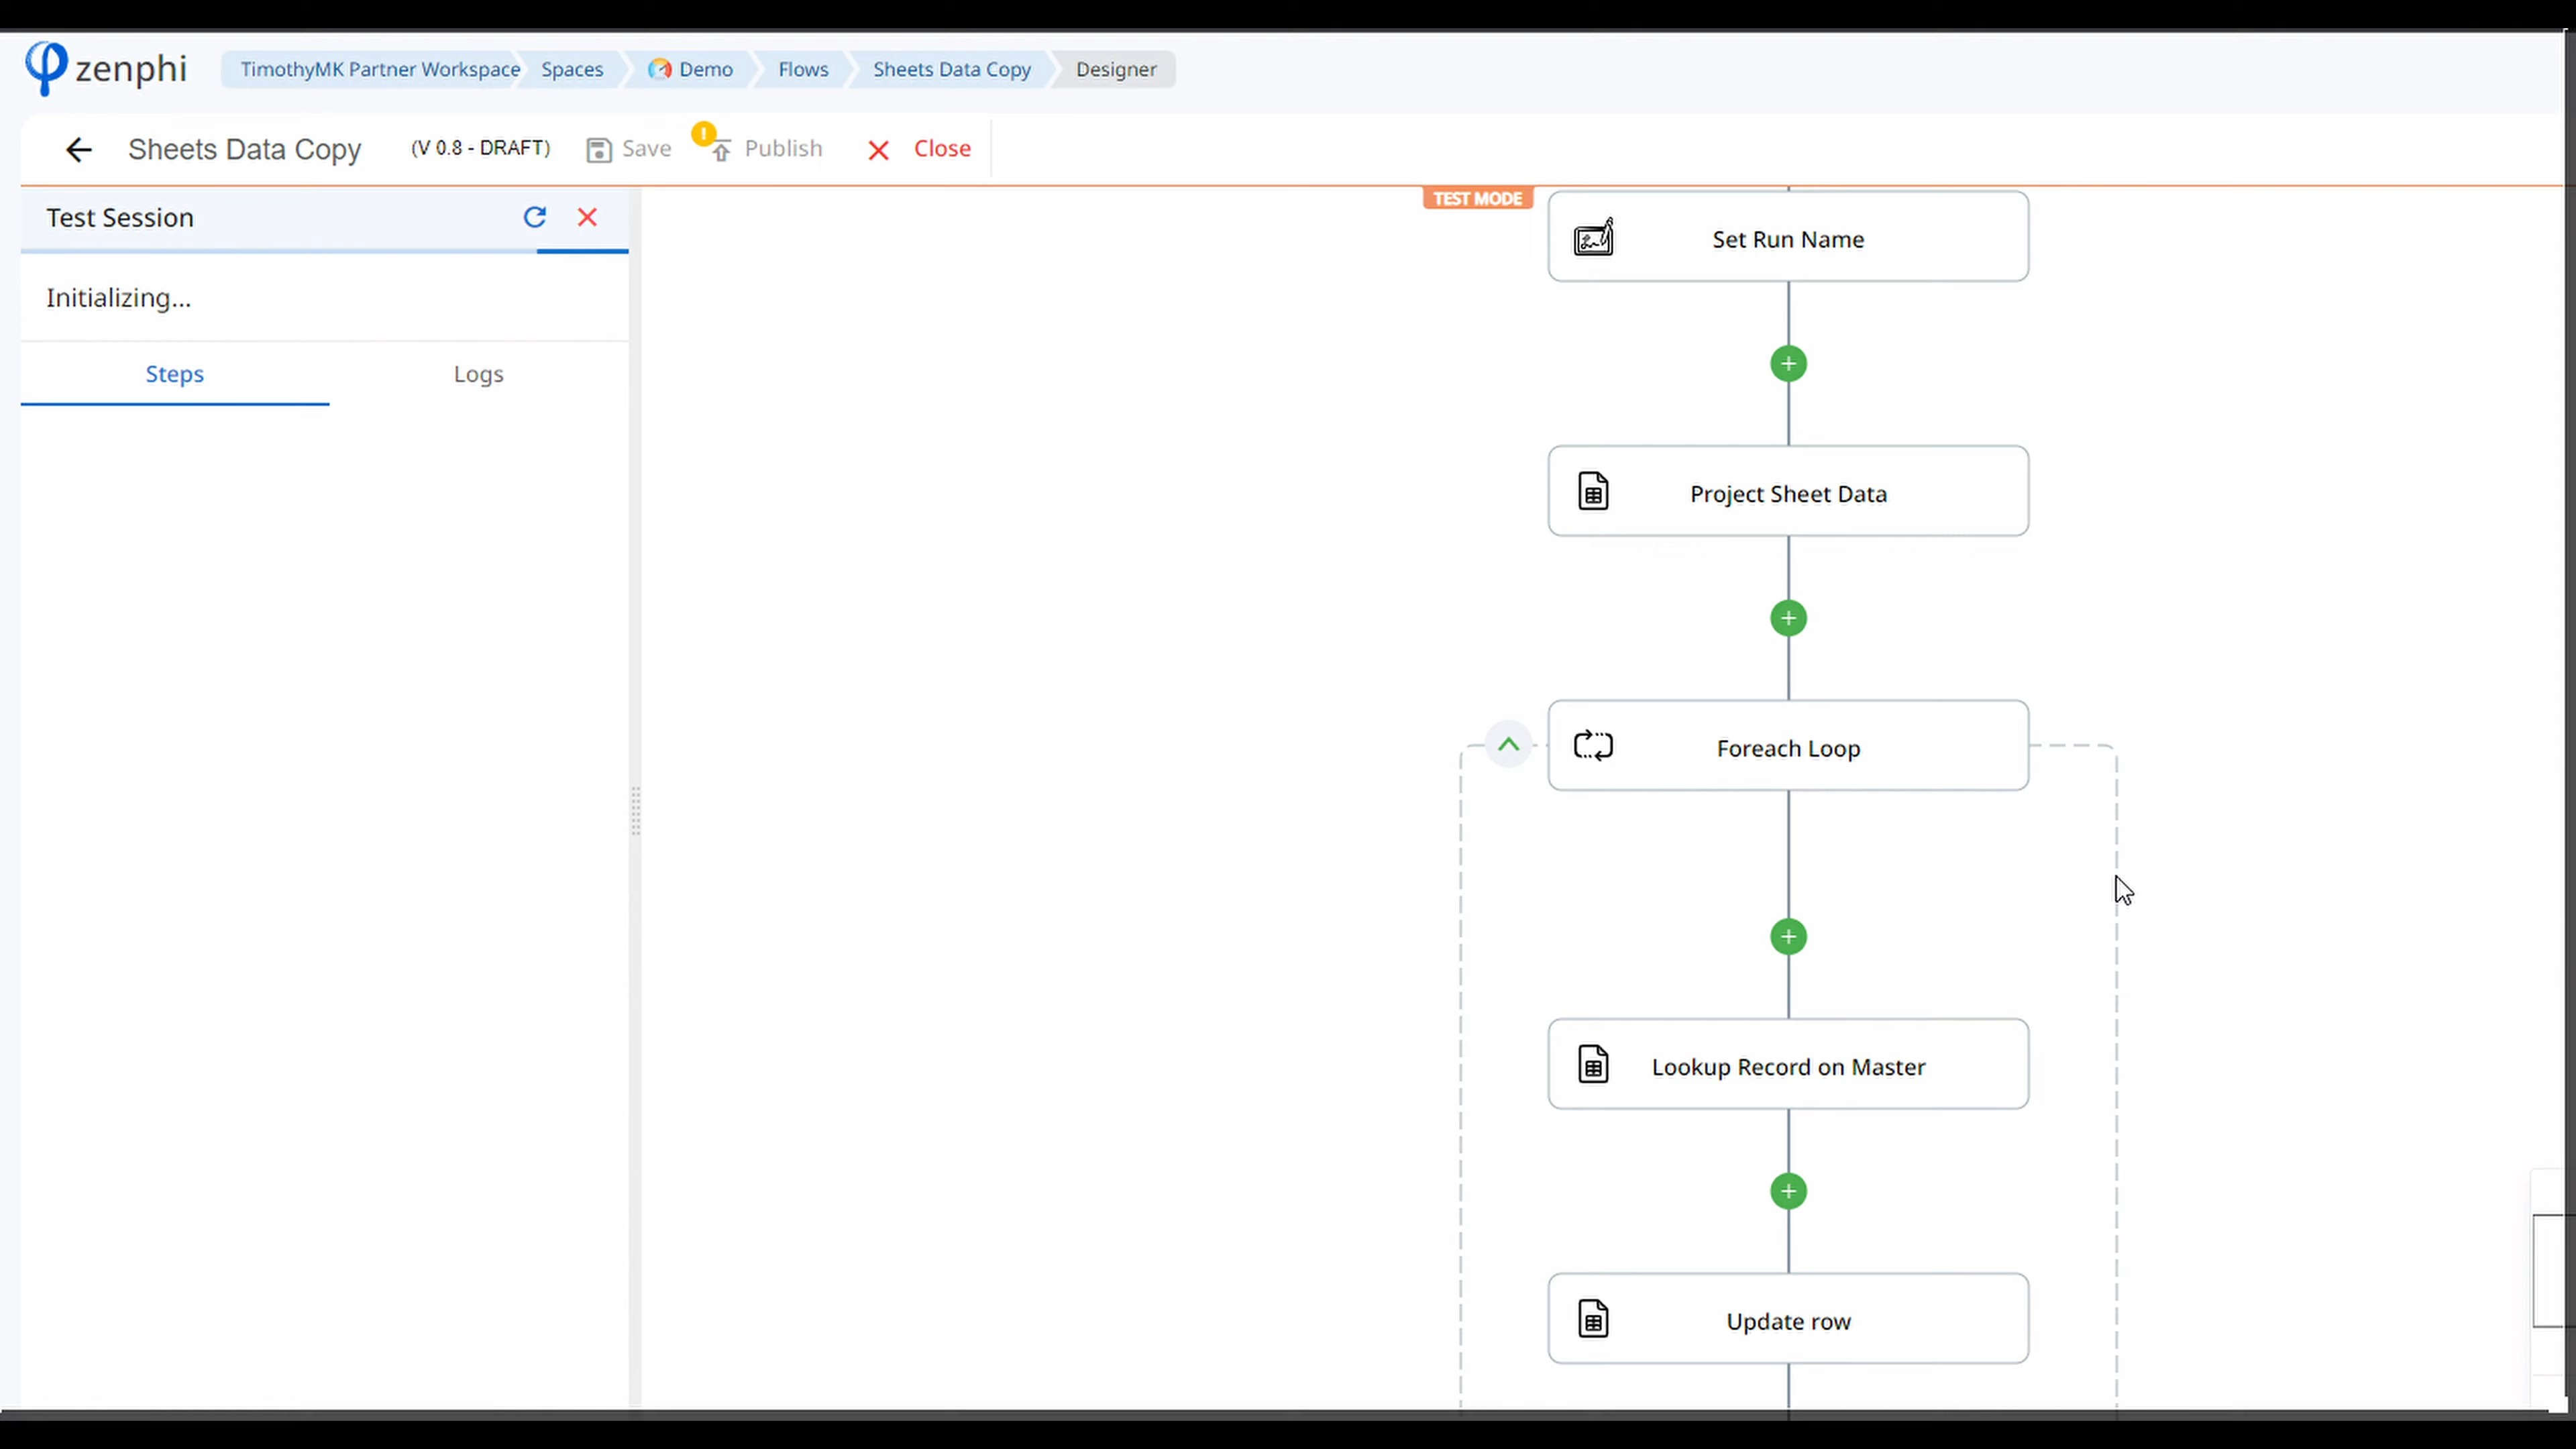 zenphi
TimothyMK Partner Workspace Spaces Demo Flows Sheets Data Copy Designer
Sheets Data Copy (V 0.8 - DRAFT) Save ! Publish Close
Test Session
TEST MODE
Initializing...
Steps Logs
Set Run Name
Project Sheet Data
Foreach Loop
Lookup Record on Master
Update row